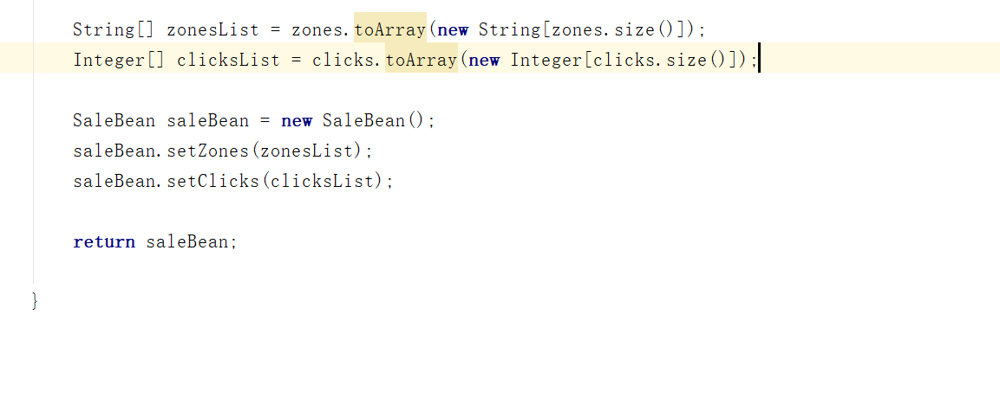 String[] zonesList = zones.toArray(new String[zones.size()]);
Integer[] clicksList = clicks.toArray(new Integer[clicks.size()]);
SaleBean saleBean = new SaleBean();
saleBean.setZones(zonesList);
saleBean.setClicks(clicksList);
return saleBean;
}